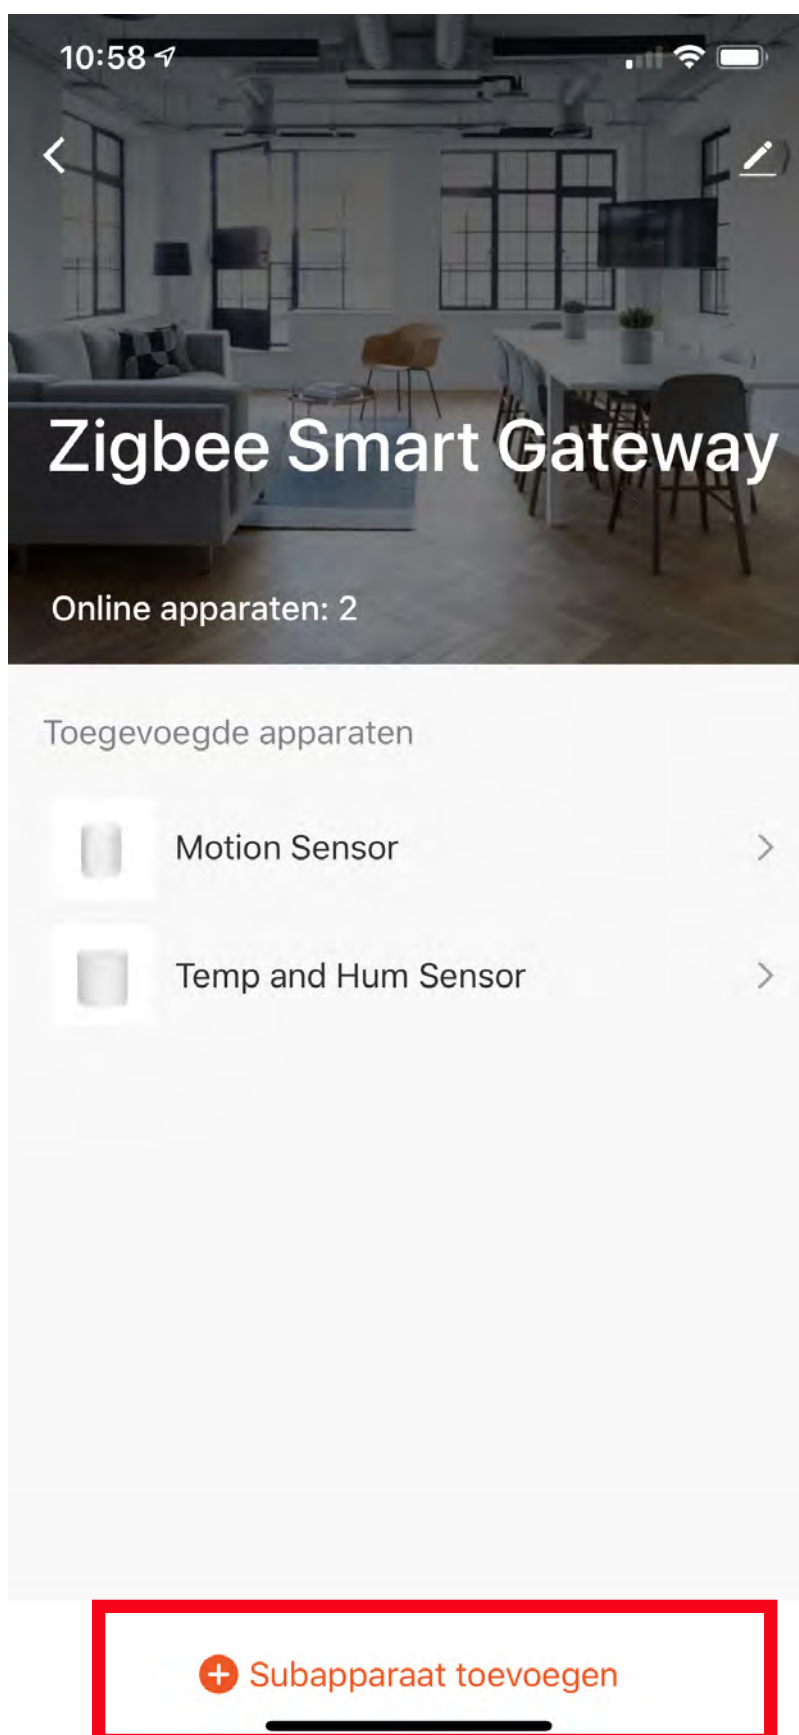 10:58
Zigbee Smart Gateway
Online apparaten: 2
Toegevoegde apparaten
Motion Sensor
Temp and Hum Sensor
Subapparaat toevoegen